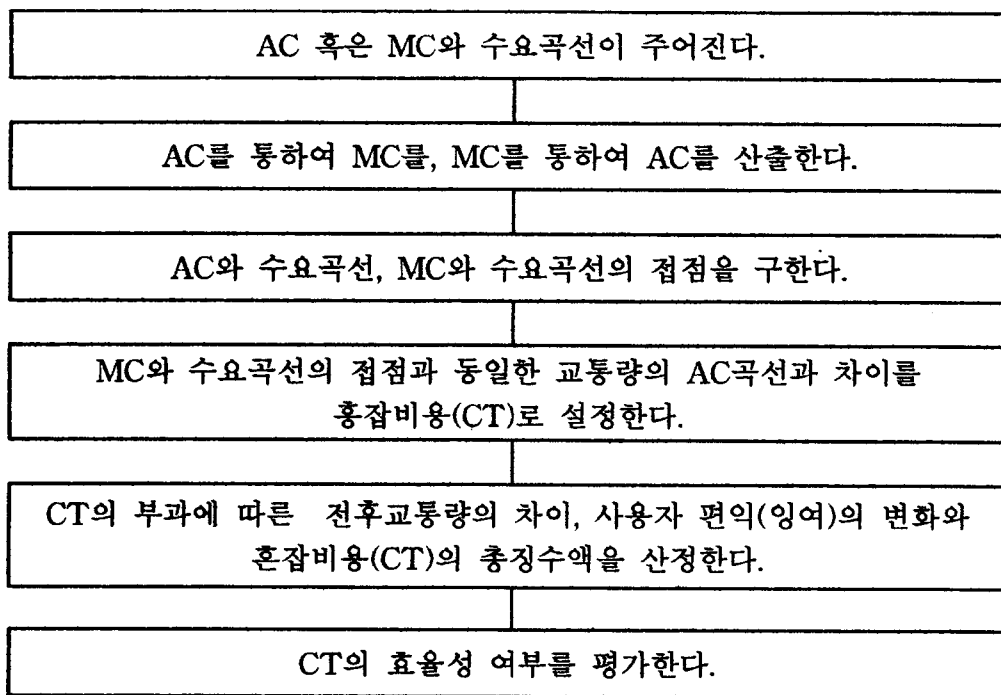 AC 혹은 MC와 수요곡선이 주어진다.
AC를 통하여 MC를, MC를 통하여 AC를 산출한다.
AC와 수요곡선, MC와 수요곡선의 접점을 구한다.
MC와 수요곡선의 접점과 동일한 교통량의 AC곡선과 차이를
홍잡비용(CT)로 설정한다.
CT의 부과에 따른 전후교통량의 차이, 사용자 편익(잉여)의 변화와
혼잡비용(CT)의 총징수액을 산정한다.
CT의 효율성 여부를 평가한다.